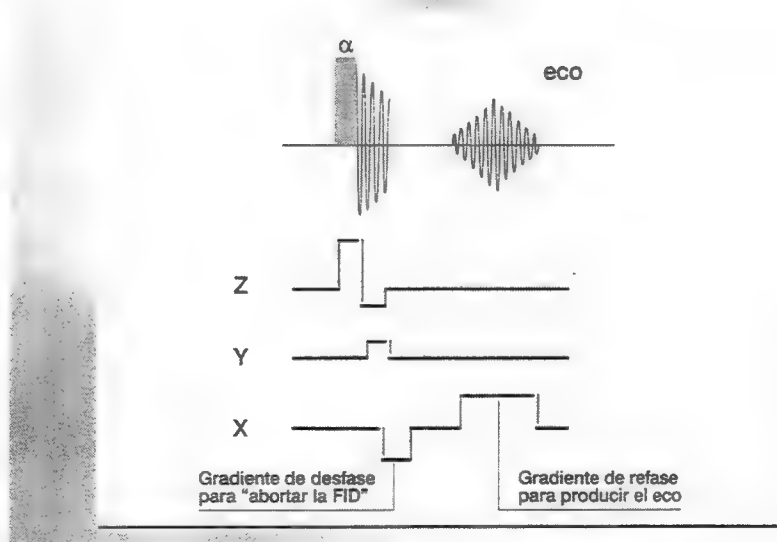 α
eco
Z
Y
X
Gradiente de desfase
para "abortar la FID"
Gradiente de refase
para producir el eco